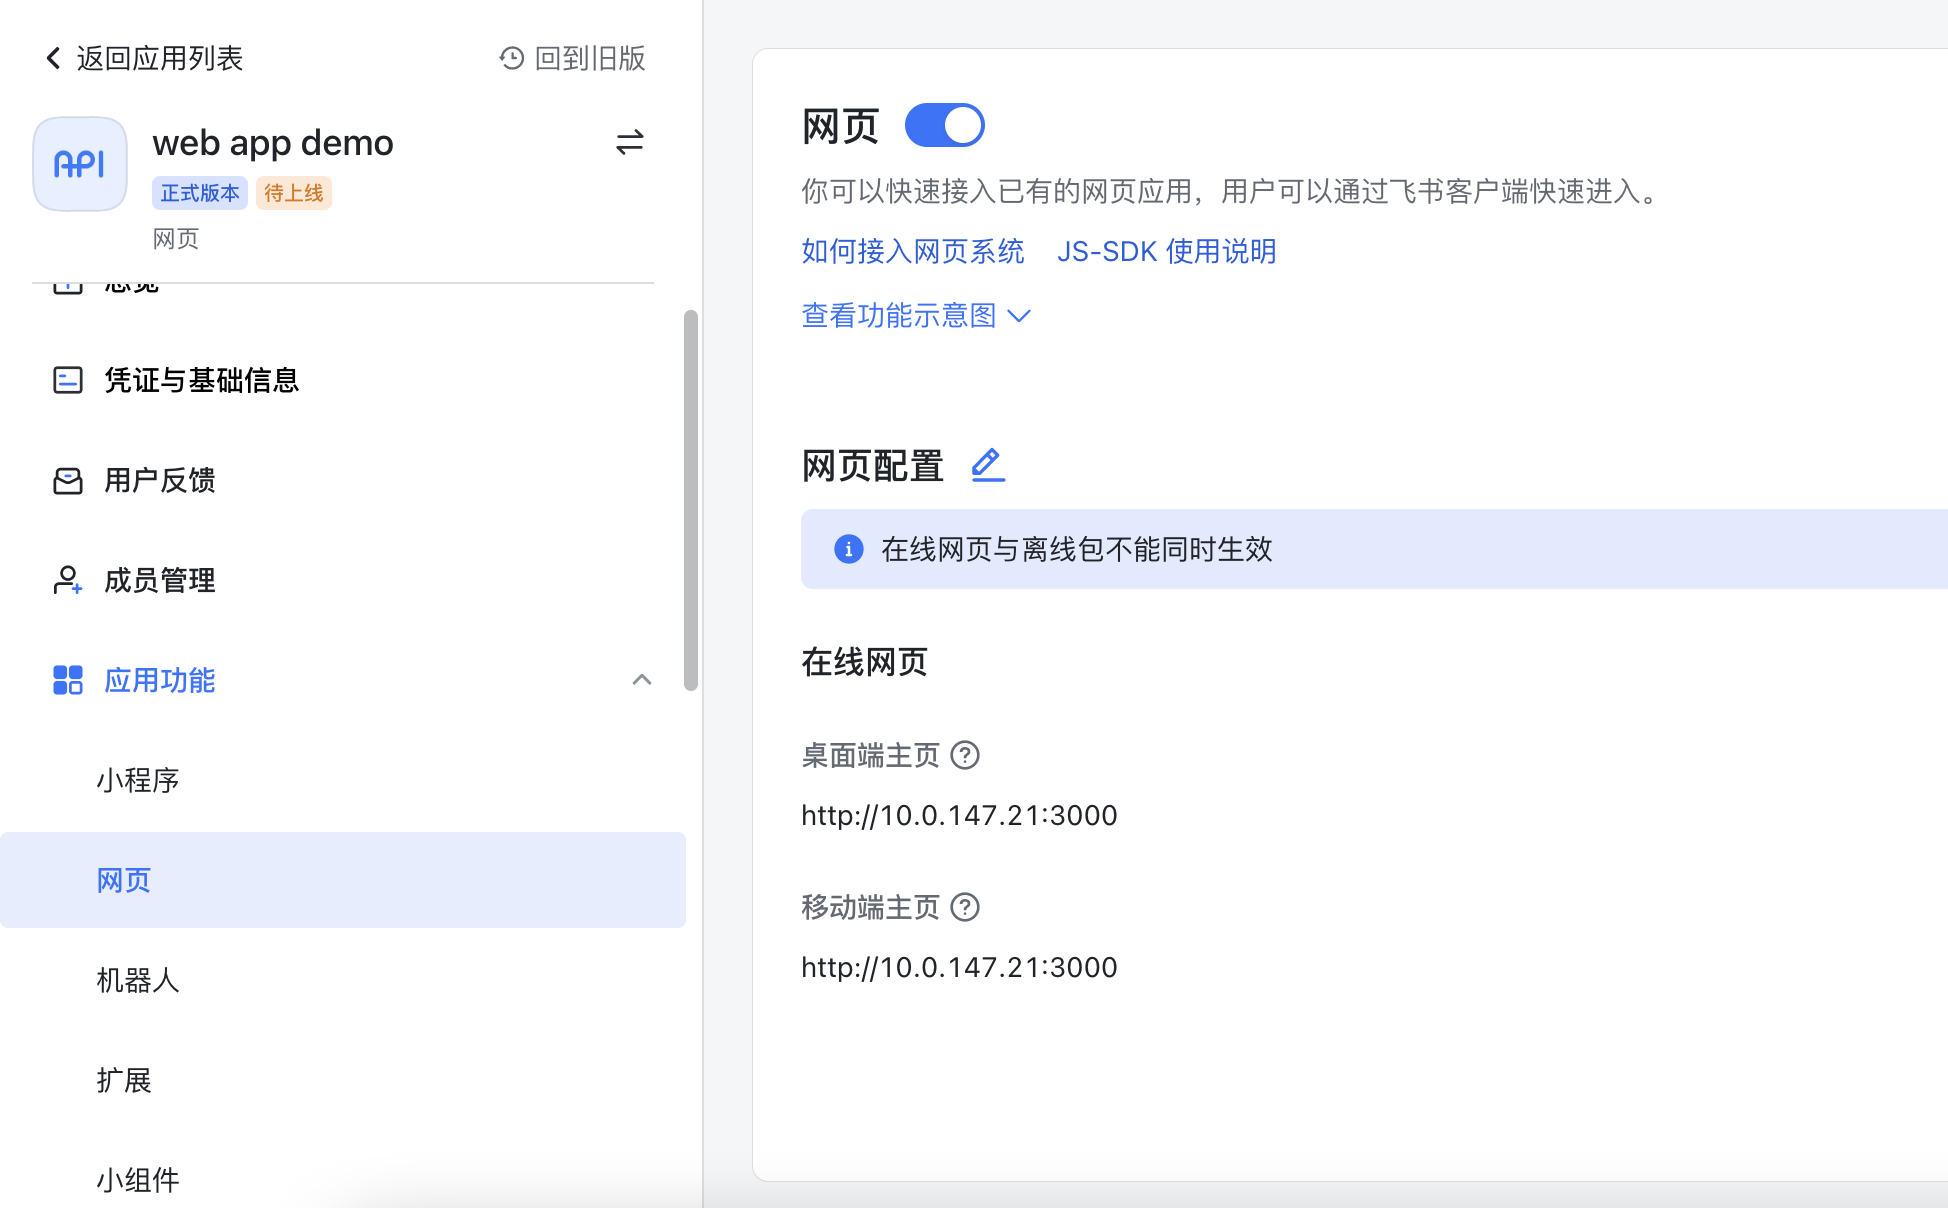 返回应用列表
回到旧版
API
web app demo
正式版本
待上线
网页
总览
凭证与基础信息
用户反馈
成员管理
应用功能
小程序
网页
机器人
扩展
小组件
网页
你可以快速接入已有的网页应用，用户可以通过飞书客户端快速进入。
如何接入网页系统 JS-SDK 使用说明
查看功能示意图
网页配置
在线网页与离线包不能同时生效
在线网页
桌面端主页
http://10.0.147.21:3000
移动端主页
http://10.0.147.21:3000